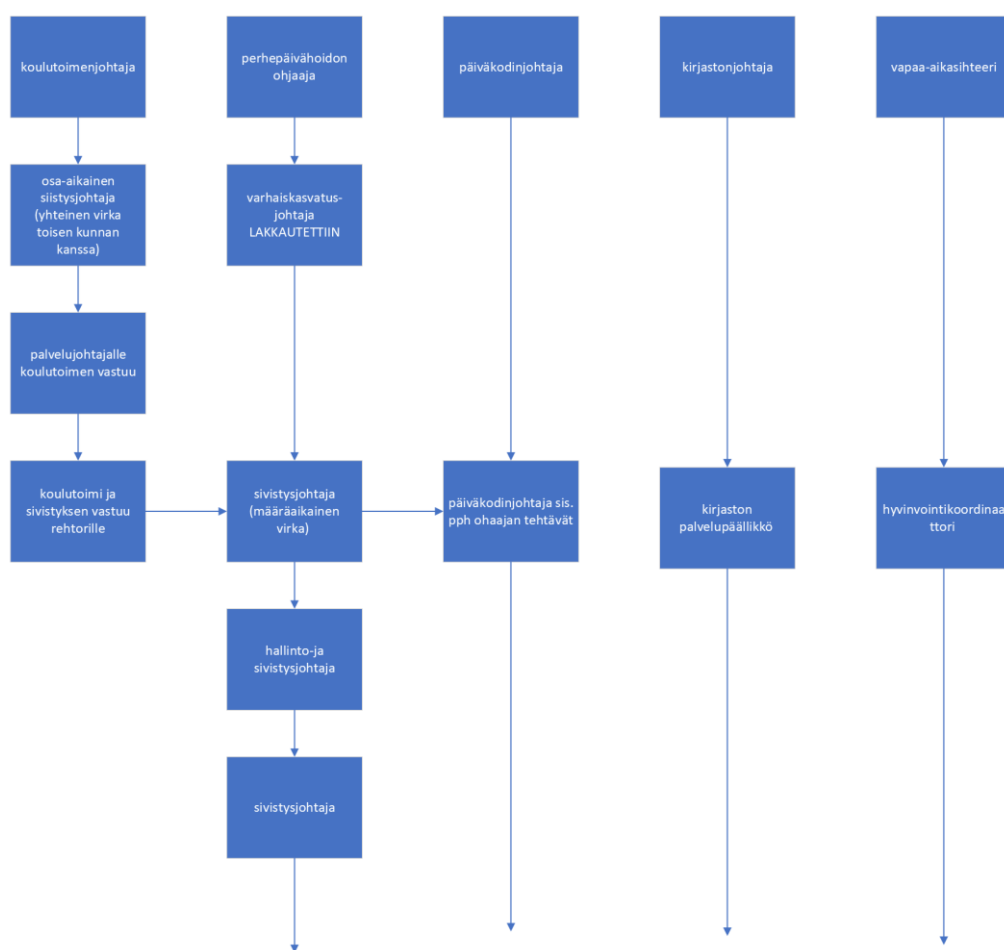 koulutoimenjohtaja
perhepäivähoidon
ohjaaja
päiväkodinjohtaja
kirjastonjohtaja
vapaa-aikasihteeri
osa-aikainen
siistysjohtaja
(yhteinen virka
toisen kunnan
kanssa)
varhaiskasvatus-
johtaja
LAKKAUTETTIIN
palvelujohtajalle
koulutoimen vastuu
koulutoimi ja
sivistyksen vastuu
rehtorille
sivistysjohtaja
(määräaikainen
virka)
päiväkodinjohtaja sis.
pph ohaajan tehtävät
kirjaston
palvelupäällikkö
hyvinvointikoordinaa
ttori
hallinto-ja
sivistysjohtaja
sivistysjohtaja